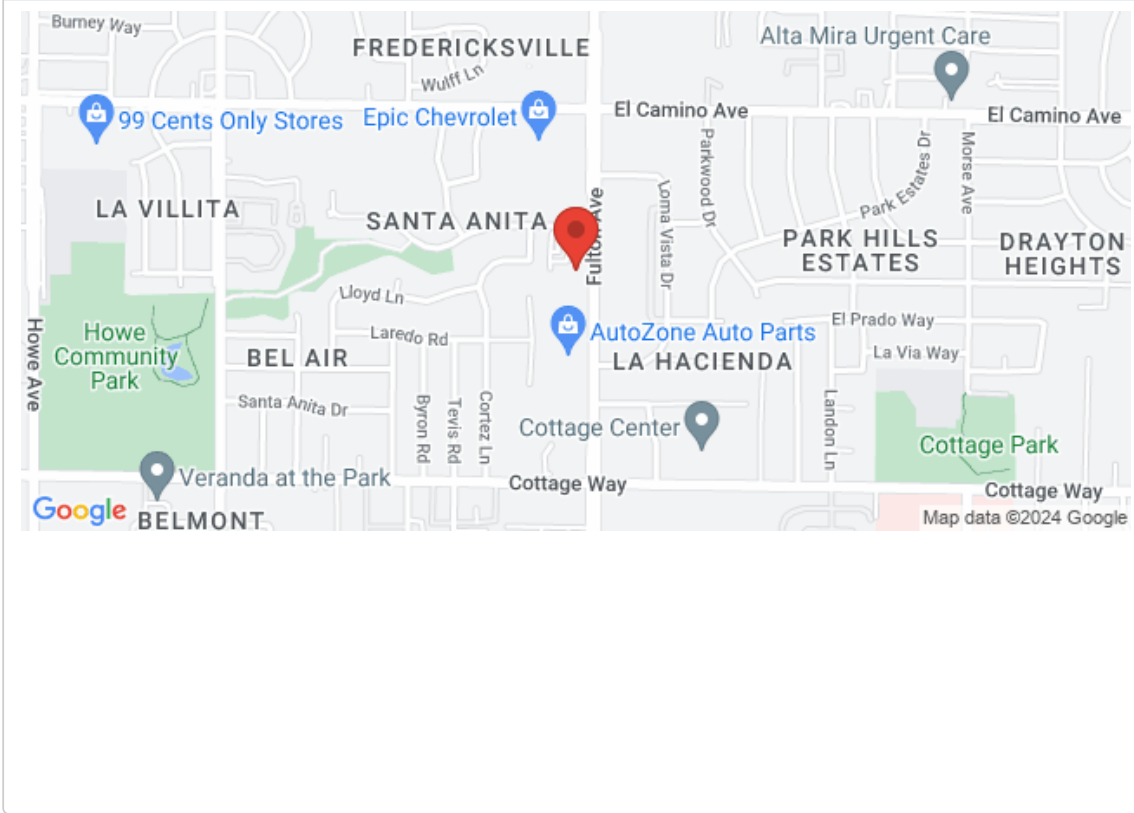 Burney Way
FREDERICKSVILLE
Alta Mira Urgent Care
Wulff Ln
99 Cents Only Stores
Epic Chevrolet
El Camino Ave
El Camino Ave
Parkwood Dr
Park Estates Dr
Morse Ave
LA VILLITA
SANTA ANITA
Fulton Ave
Loma Vista Dr
PARK HILLS
ESTATES
DRAYTON
HEIGHTS
Lloyd Ln
Howe Ave
Howe
Community
Park
Laredo Rd
AutoZone Auto Parts
El Prado Way
BEL AIR
LA HACIENDA
La Via Way
Santa Anita Dr
Byron Rd
Tevis Rd
Cortez Ln
Cottage Center
Landon Ln
Cottage Park
Veranda at the Park
Cottage Way
Cottage Way
Google
BELMONT
Map data ©2024 Google